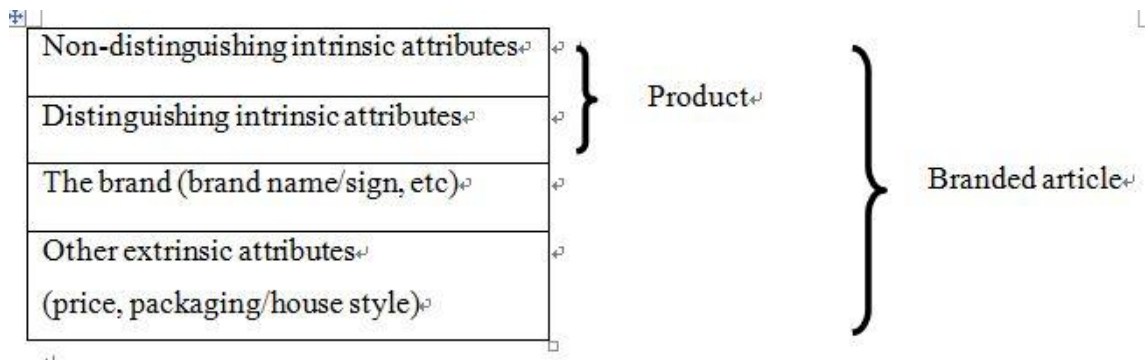 Non-distinguishing intrinsic attributes
Distinguishing intrinsic attributes
Product
The brand (brand name/sign, etc)
Branded article
Other extrinsic attributes
(price, packaging/house style)